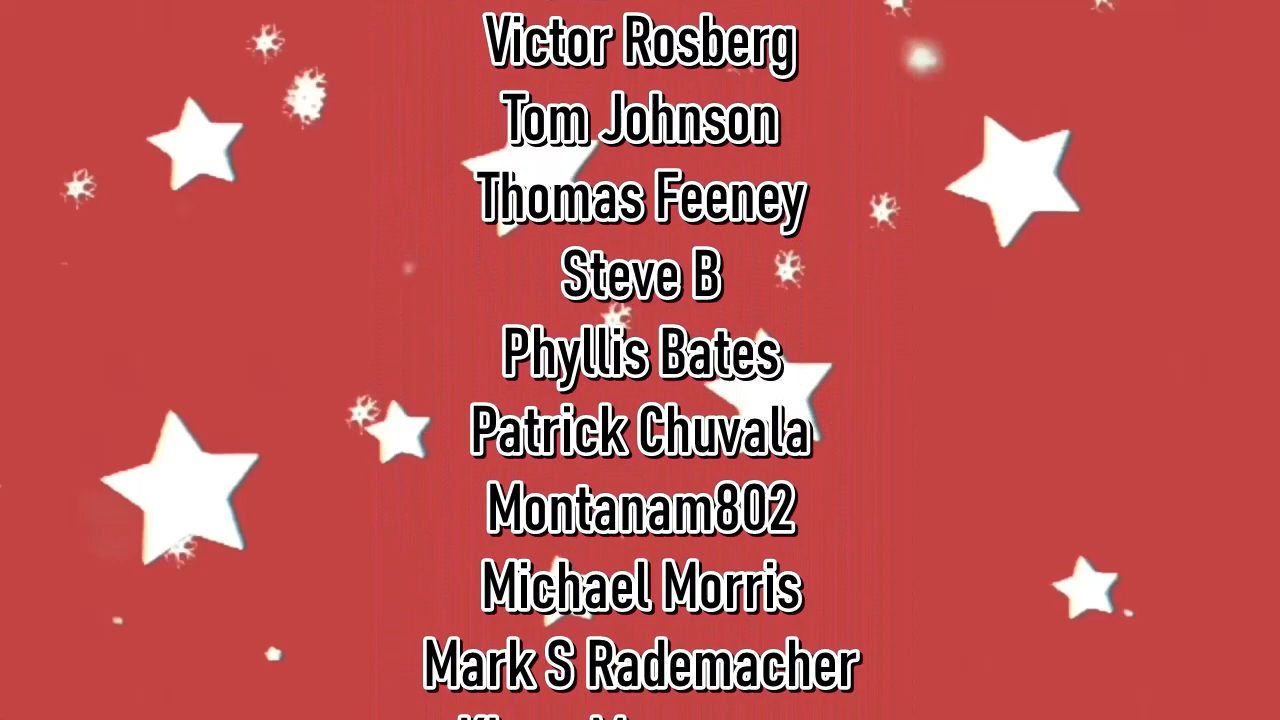 Victor Rosberg
Tom Johnson
Thomas Feeney
Steve B
Phyllis Bates
Patrick Chuvala
Montanam802
Michael Morris
Mark S Rademacher